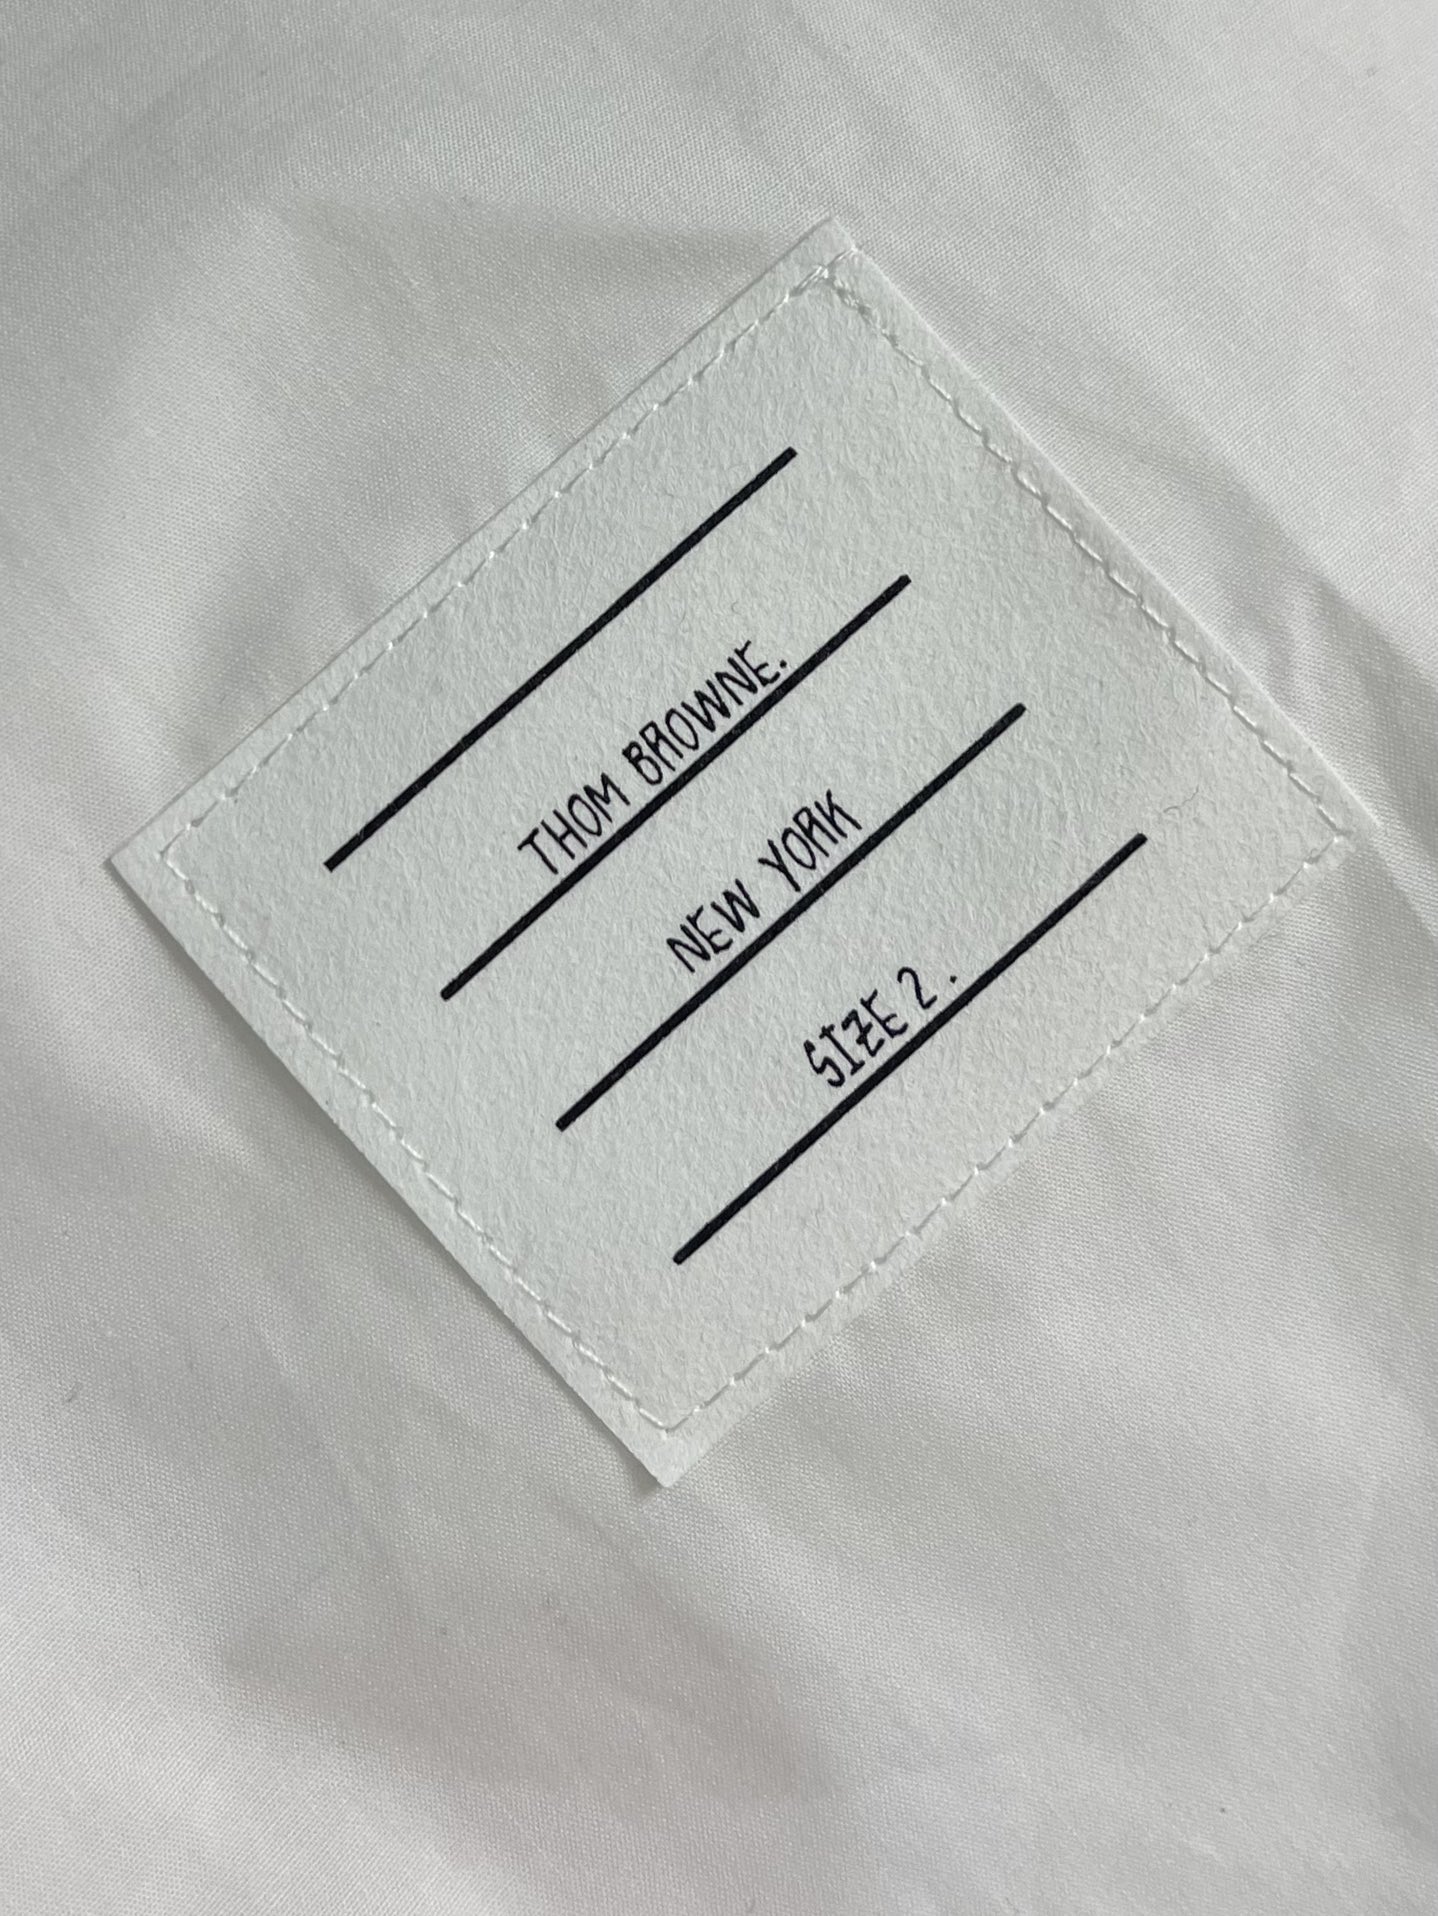 THOM BROWNE.
NEW YORK
SIZE 2 .